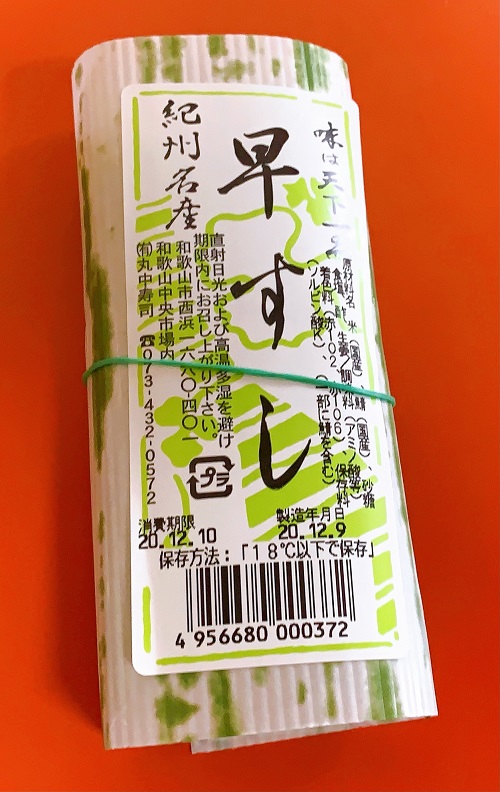 味は天下一名
早すし
紀州名産
原材料名:米(国産)、鯖(国産)、砂糖
食塩、酢、生姜/調味料(アミノ酸等)
着色料(赤102、赤106)、保存料
(ソルビン酸K)、(一部に鯖を含む)
直射日光および高温多湿を避け
期限内にお召し上がり下さい。
和歌山市西浜一六六〇-四〇一
和歌山中央市場内
(有)丸中寿司 ☎073-432-0572
プラ
製造年月日
20.12.9
消費期限
20.12.10
保存方法:「18℃以下で保存」
4 956680 000372